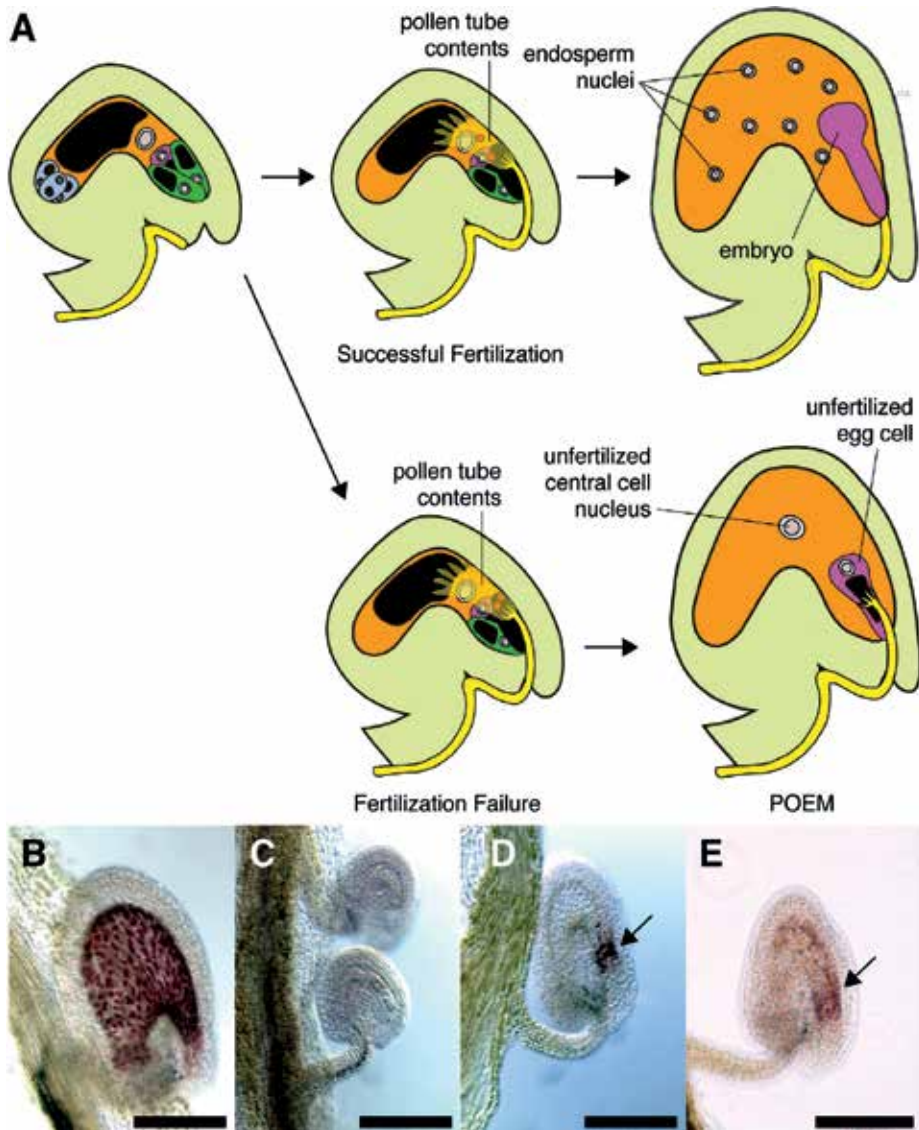 A
pollen tube
contents
endosperm
nuclei
embryo
Successful Fertilization
unfertilized
egg cell
unfertilized
central cell
nucleus
pollen tube
contents
Fertilization Failure
POEM
B
C
D
E